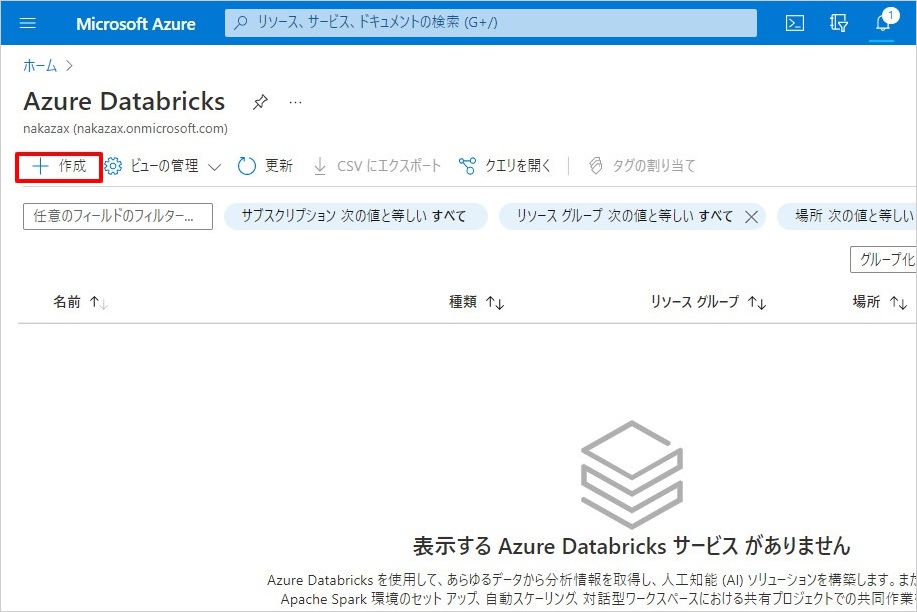 Microsoft Azure
リソース、サービス、ドキュメントの検索 (G+/)
1
ホーム
Azure Databricks
nakazax (nakazax.onmicrosoft.com)
作成 ビューの管理 更新 CSV にエクスポート クエリを開く タグの割り当て
任意のフィールドのフィルター... サブスクリプション 次の値と等しい すべて リソース グループ 次の値と等しい すべて 場所 次の値と等しい
グループ化
名前 種類 リソース グループ 場所
表示する Azure Databricks サービス がありません
Azure Databricks を使用して、あらゆるデータから分析情報を取得し、人工知能 (AI) ソリューションを構築します。また
Apache Spark 環境のセット アップ、自動スケーリング、対話型ワークスペースにおける共有プロジェクトでの共同作業